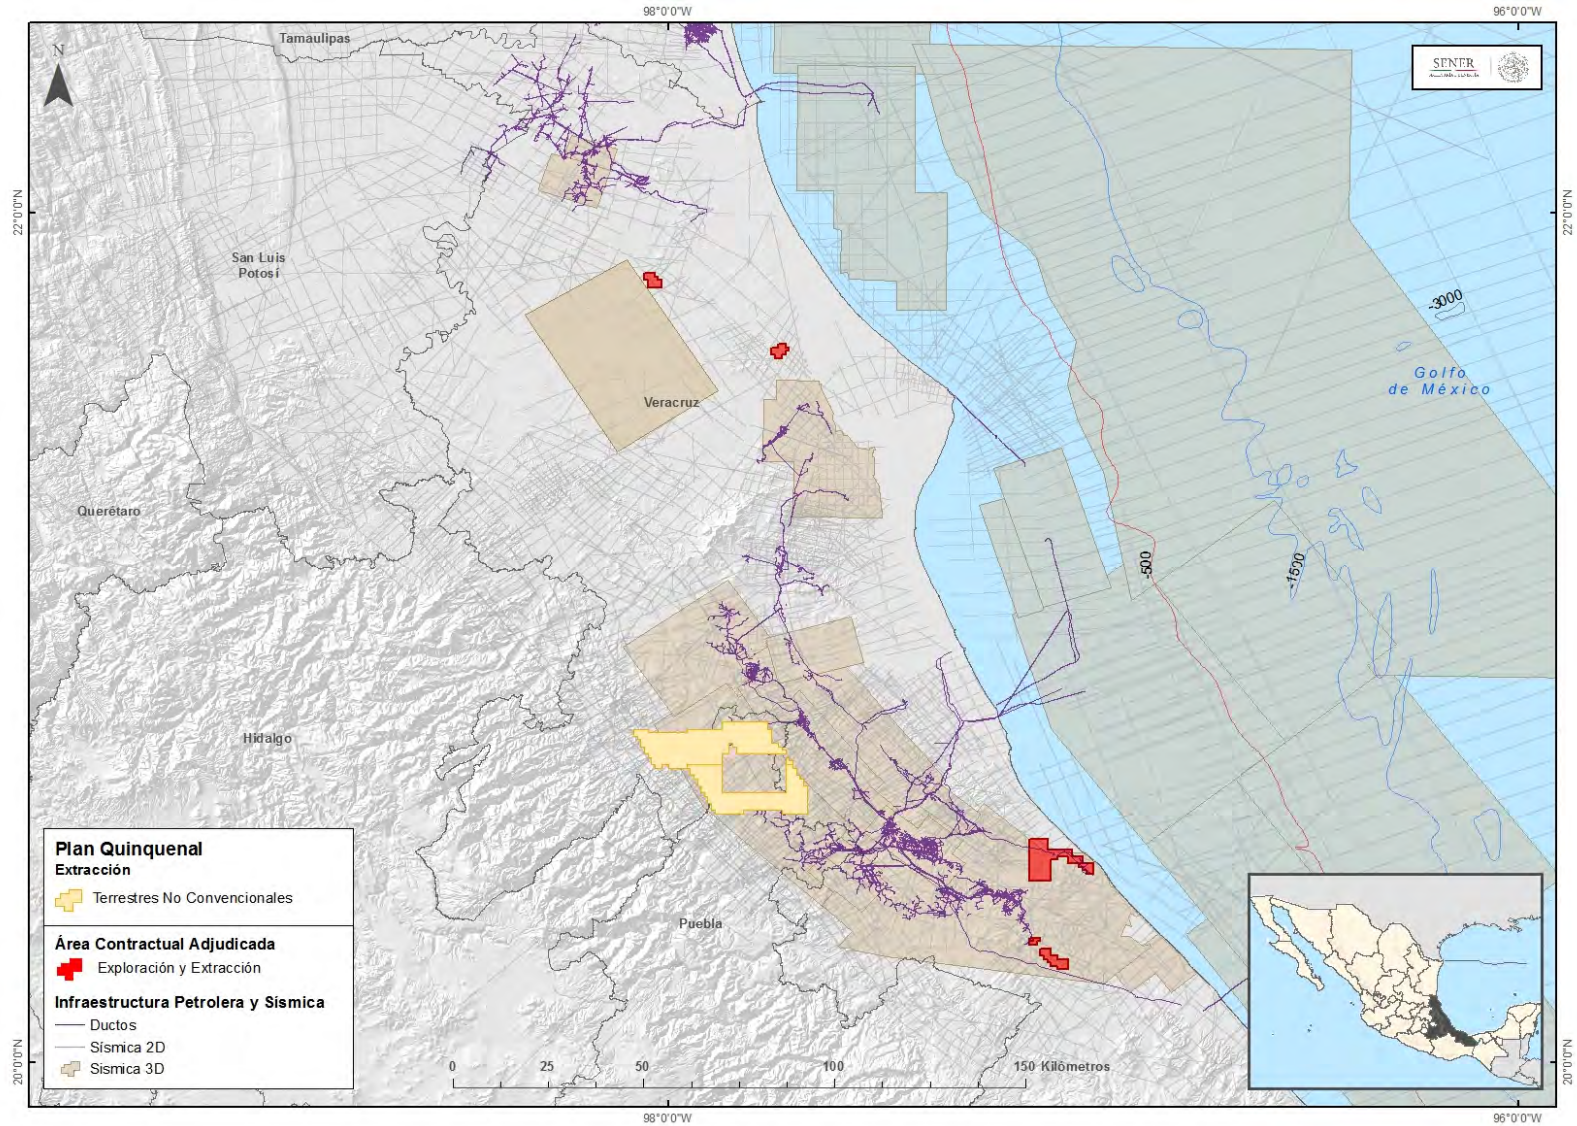 98°0'0"W
96°0'0"W
Tamaulipas
N
SENER
22°0'0"N
22°0'0"N
San Luis
Potosí
-3000
Golfo
de México
Veracruz
Querétaro
-500
-1500
Hidalgo
Plan Quinquenal
Extracción
Terrestres No Convencionales
Puebla
Área Contractual Adjudicada
Exploración y Extracción
Infraestructura Petrolera y Sísmica
Ductos
Sísmica 2D
Sismica 3D
0 25 50 100 150 Kilómetros
20°0'0"N
20°0'0"N
98°0'0"W
96°0'0"W